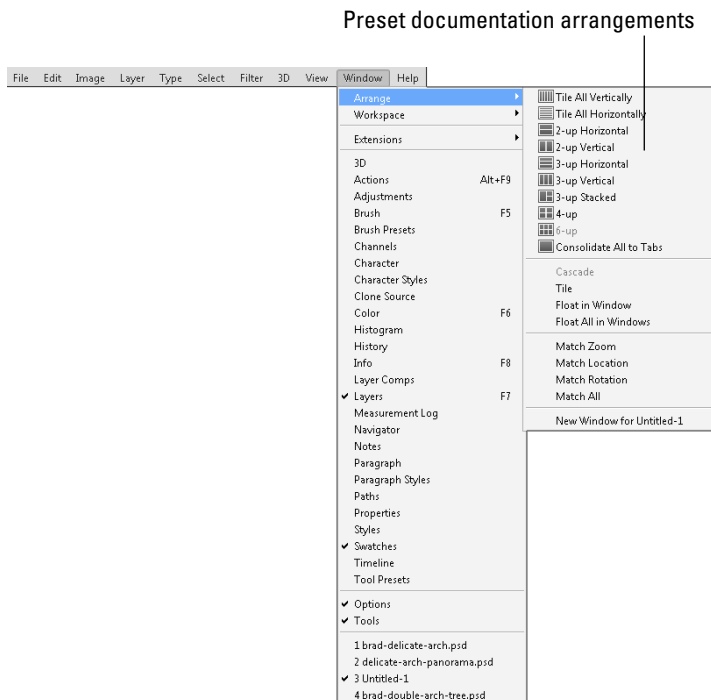 Preset documentation arrangements
File Edit Image Layer Type Select Filter 3D View Window Help
Arrange
Workspace
Extensions
3D
Actions Alt+F9
Adjustments
Brush F5
Brush Presets
Channels
Character
Character Styles
Clone Source
Color F6
Histogram
History
Info F8
Layer Comps
Layers F7
Measurement Log
Navigator
Notes
Paragraph
Paragraph Styles
Paths
Properties
Styles
Swatches
Timeline
Tool Presets
Options
Tools
1 brad-delicate-arch.psd
2 delicate-arch-panorama.psd
3 Untitled-1
4 brad-double-arch-tree.psd
Tile All Vertically
Tile All Horizontally
2-up Horizontal
2-up Vertical
3-up Horizontal
3-up Vertical
3-up Stacked
4-up
6-up
Consolidate All to Tabs
Cascade
Tile
Float in Window
Float All in Windows
Match Zoom
Match Location
Match Rotation
Match All
New Window for Untitled-1